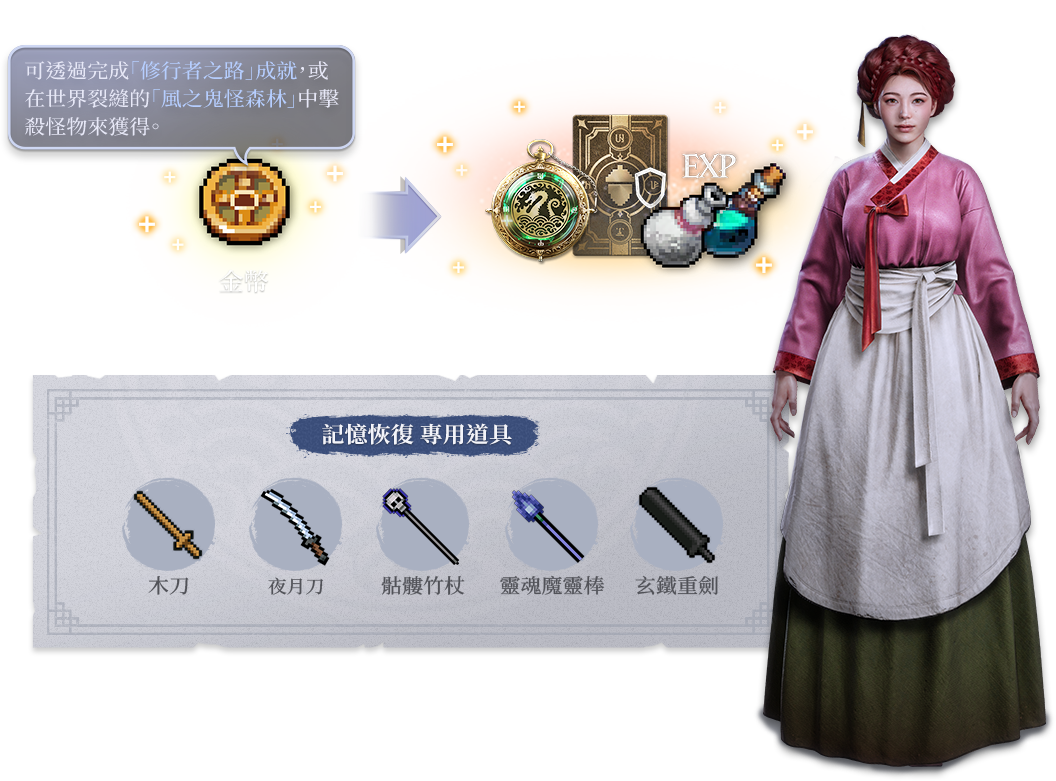 可透過完成「修行者之路」成就，或
在世界裂縫的「風之鬼怪森林」中擊
殺怪物來獲得。
EXP
金幣
記憶恢復 專用道具
木刀
夜月刀
骷髏竹杖
靈魂魔靈棒
玄鐵重劍